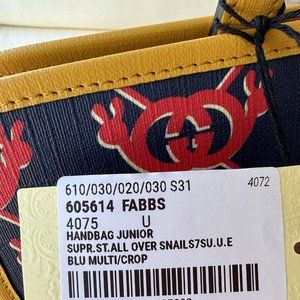 610/030/020/030 S31 4072
605614 FABBS
4075 U
HANDBAG JUNIOR
SUPR.ST.ALL OVER SNAILS7SU.U.E
BLU MULTI/CROP